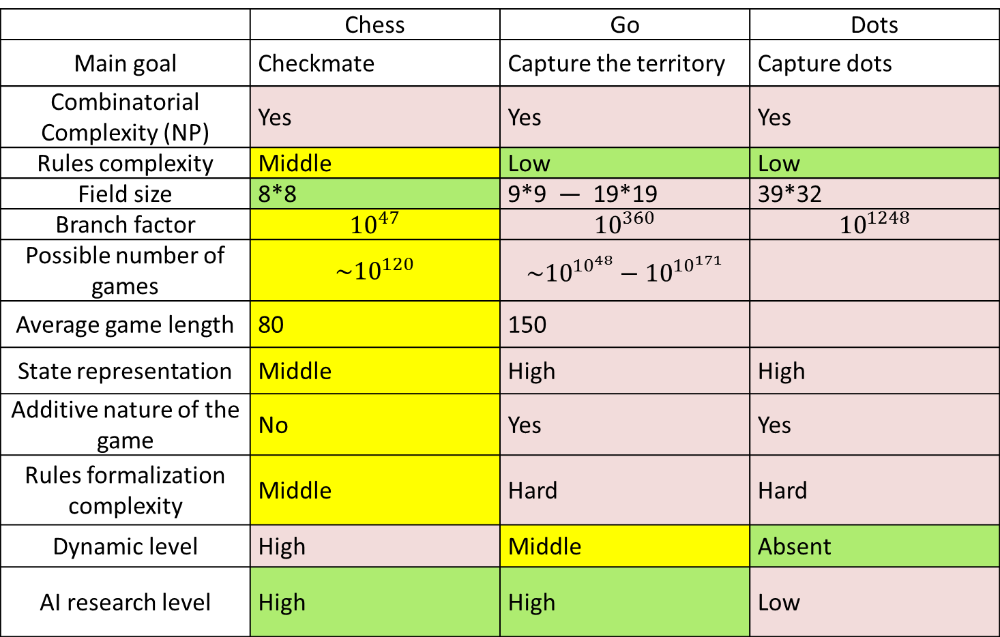 Chess Go Dots
Main goal Checkmate Capture the territory Capture dots
Combinatorial
Complexity (NP) Yes Yes Yes
Rules complexity Middle Low Low
Field size 8*8 9*9 — 19*19 39*32
Branch factor 10^47 10^360 10^1248
Possible number of
games ~10^120 ~10^10^48 − 10^10^171
Average game length 80 150
State representation Middle High High
Additive nature of the
game No Yes Yes
Rules formalization
complexity Middle Hard Hard
Dynamic level High Middle Absent
AI research level High High Low